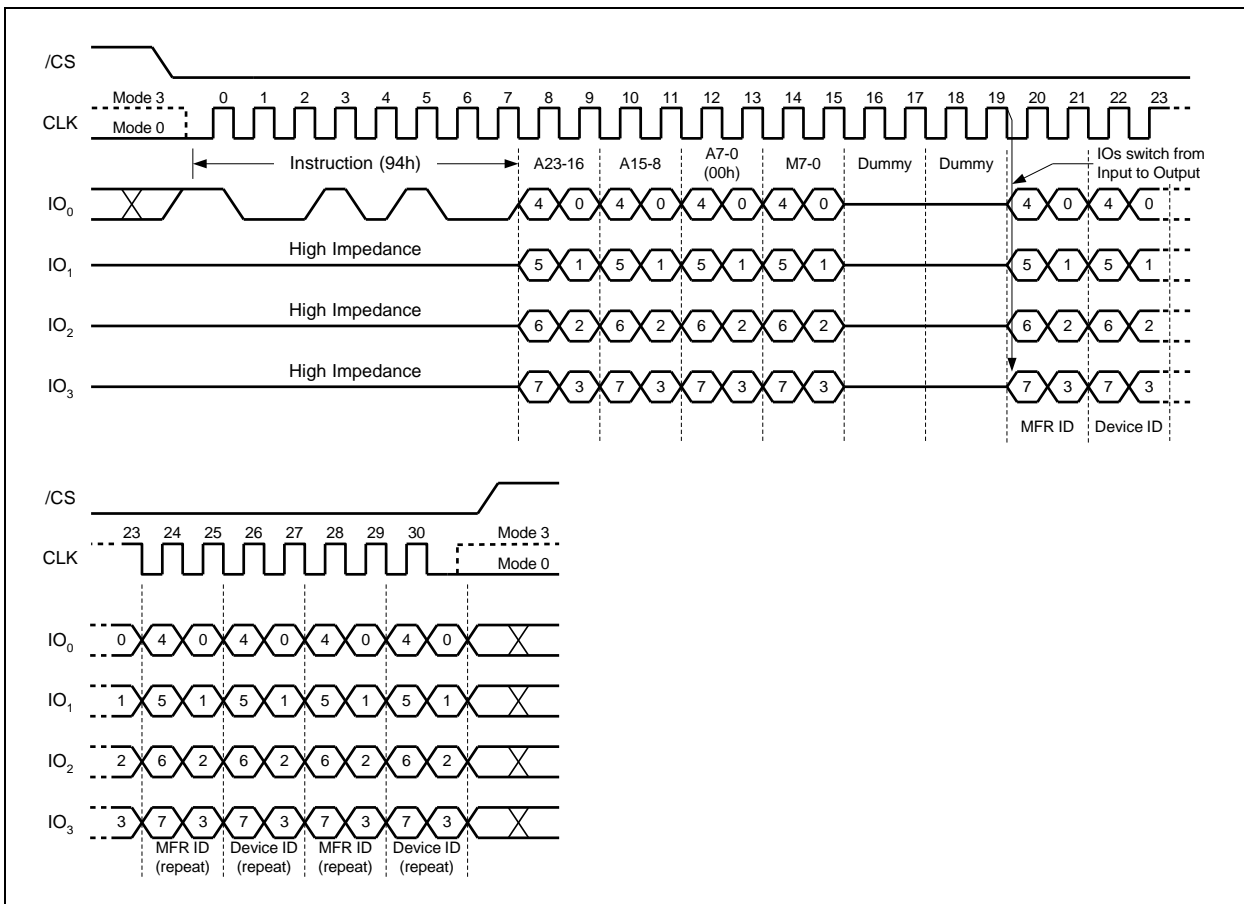 /CS
Mode 3 0 1 2 3 4 5 6 7 8 9 10 11 12 13 14 15 16 17 18 19 20 21 22 23
CLK
Mode 0
Instruction (94h) A23-16 A15-8 A7-0 (00h) M7-0 Dummy Dummy IOs switch from Input to Output
IO0 4 0 4 0 4 0 4 0 4 0 4 0
High Impedance
IO1 5 1 5 1 5 1 5 1 5 1 5 1
High Impedance
IO2 6 2 6 2 6 2 6 2 6 2 6 2
High Impedance
IO3 7 3 7 3 7 3 7 3 7 3 7 3
MFR ID Device ID
/CS
23 24 25 26 27 28 29 30 Mode 3
CLK
Mode 0
IO0 0 4 0 4 0 4 0 4 0
IO1 1 5 1 5 1 5 1 5 1
IO2 2 6 2 6 2 6 2 6 2
IO3 3 7 3 7 3 7 3 7 3
MFR ID Device ID MFR ID Device ID
(repeat) (repeat) (repeat) (repeat)